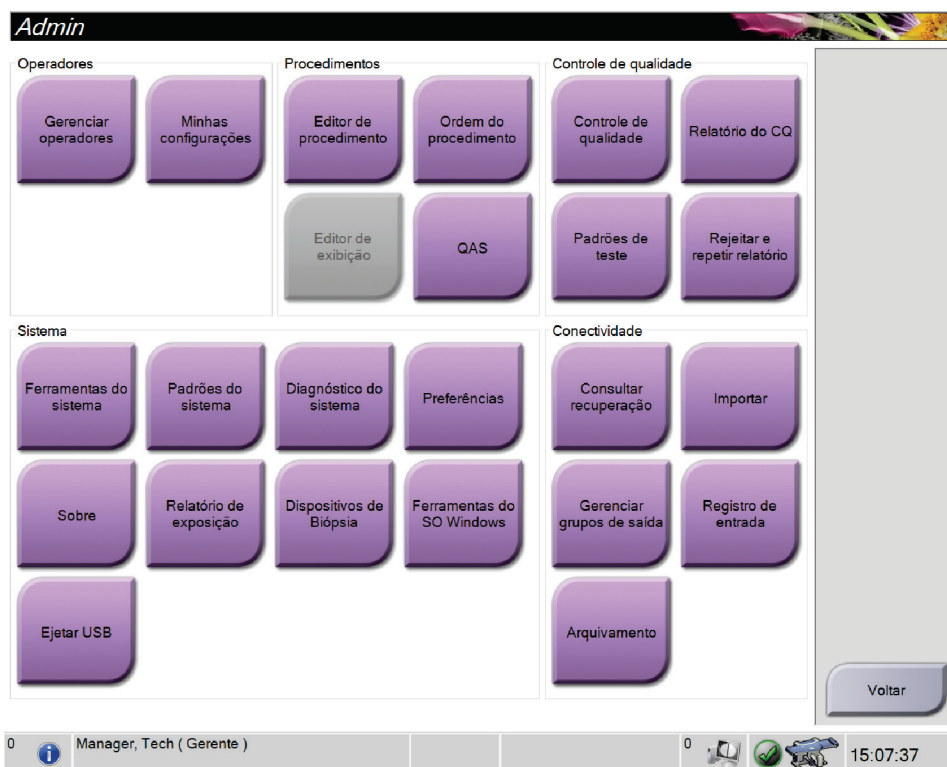 Admin
Operadores
Gerenciar
operadores
Minhas
configurações
Procedimentos
Editor de
procedimento
Ordem do
procedimento
Editor de
exibição
QAS
Controle de qualidade
Controle de
qualidade
Relatório do CQ
Padrões de
teste
Rejeitar e
repetir relatório
Sistema
Ferramentas do
sistema
Padrões do
sistema
Diagnóstico do
sistema
Preferências
Sobre
Relatório de
exposição
Dispositivos de
Biópsia
Ferramentas do
SO Windows
Ejetar USB
Conectividade
Consultar
recuperação
Importar
Gerenciar
grupos de saída
Registro de
entrada
Arquivamento
Voltar
0
Manager, Tech ( Gerente )
0
15:07:37